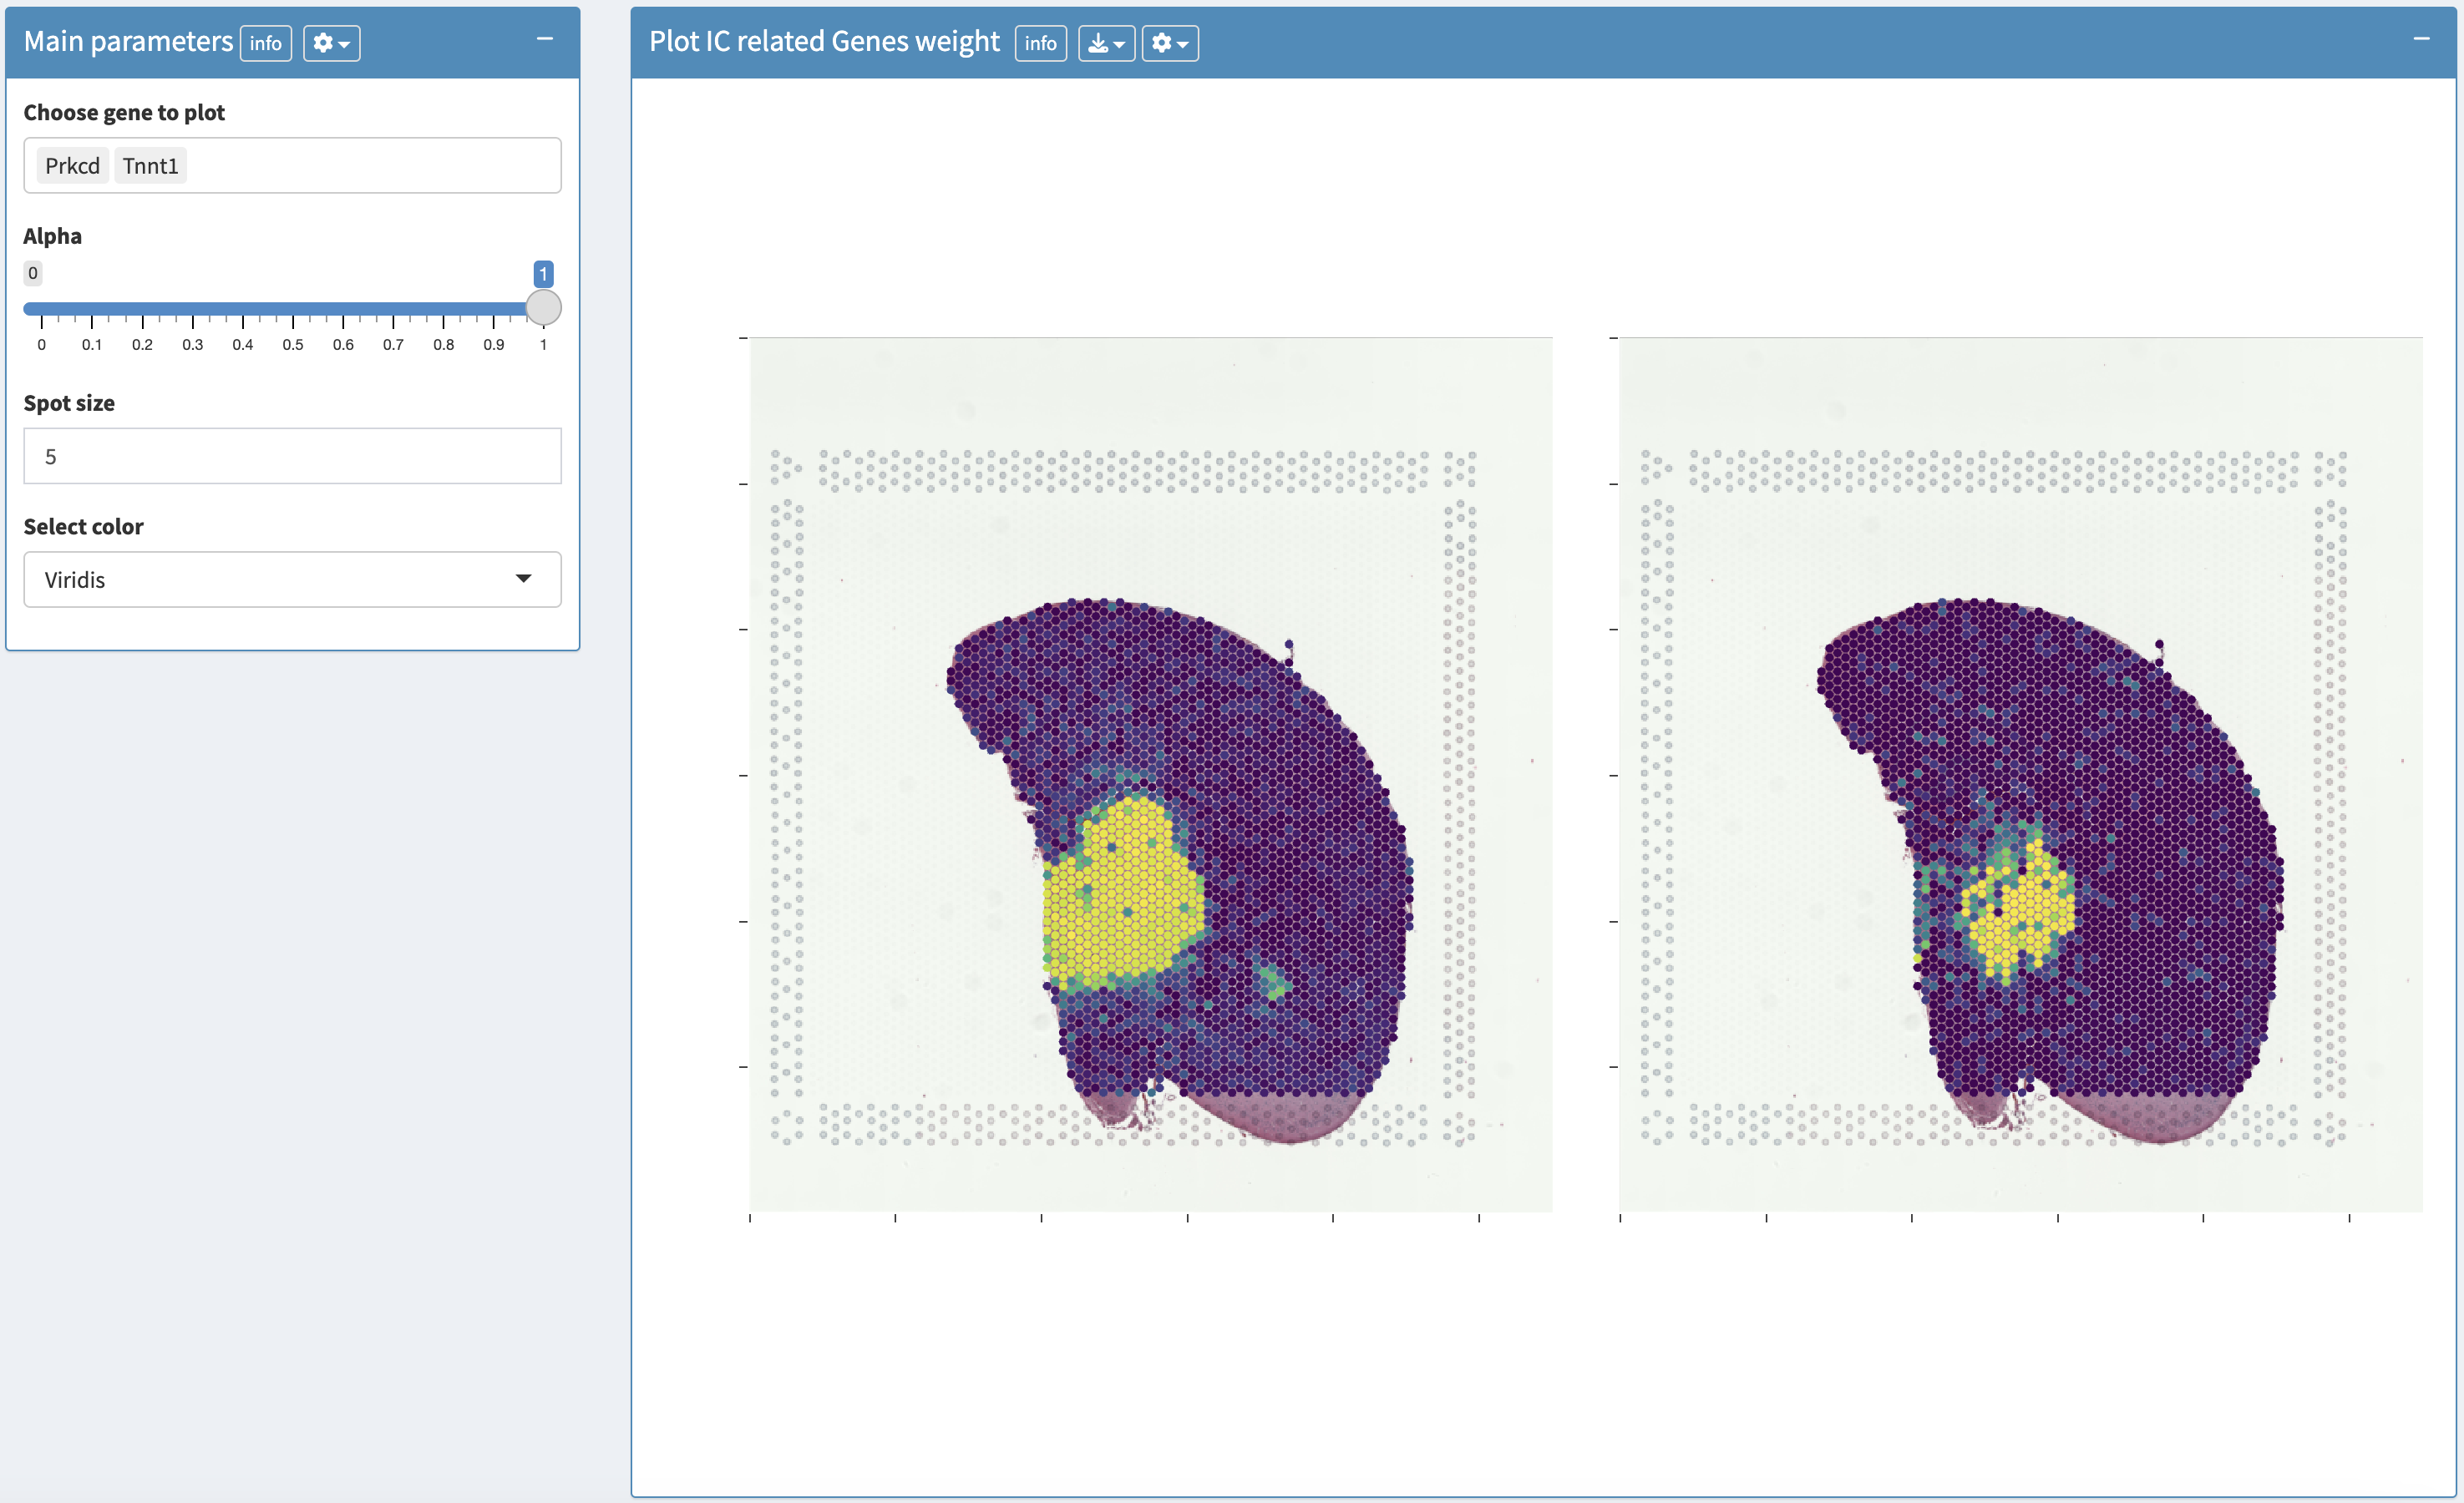 Main parameters info
Choose gene to plot
Prkcd Tnnt1
Alpha
0 1
0 0.1 0.2 0.3 0.4 0.5 0.6 0.7 0.8 0.9 1
Spot size
5
Select color
Viridis
Plot IC related Genes weight info